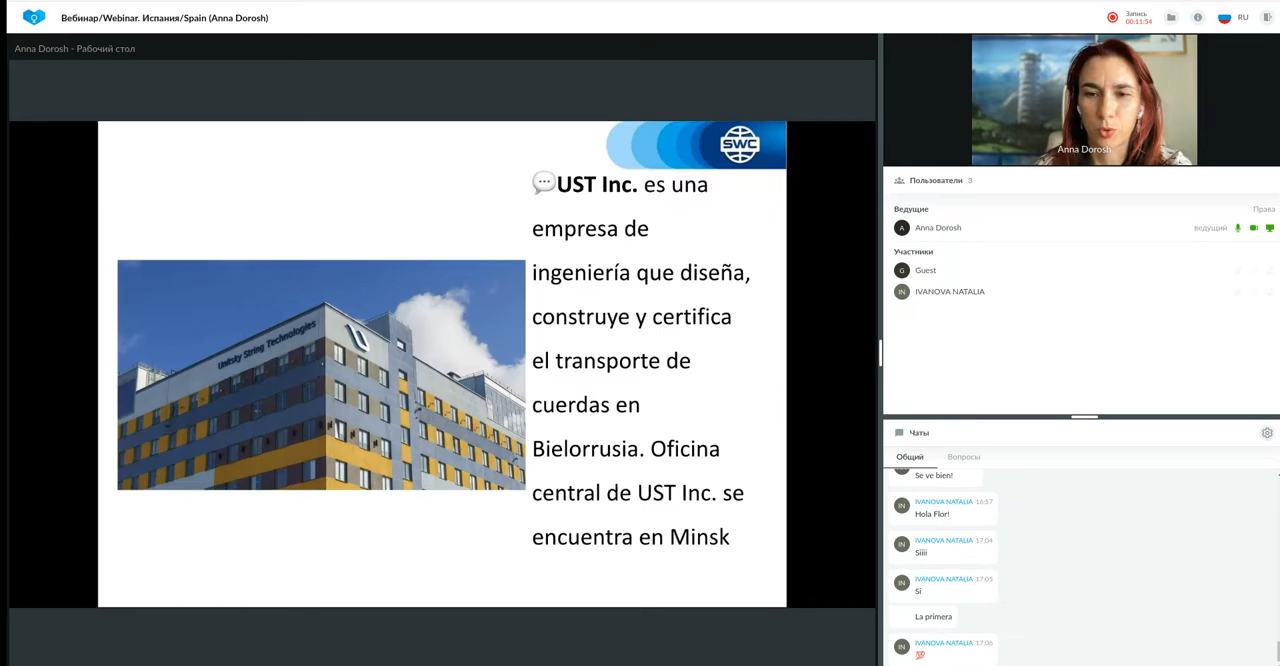 Вебинар/Webinar. Испания/Spain (Anna Dorosh)
Запись
00:11:54
RU
Anna Dorosh - Рабочий стол
SWC
💬UST Inc. es una
empresa de
ingeniería que diseña,
construye y certifica
el transporte de
cuerdas en
Bielorrusia. Oficina
central de UST Inc. se
encuentra en Minsk
Unitsky String Technologies
Anna Dorosh
Пользователи 3
Ведущие Права
A Anna Dorosh ведущий
Участники
G Guest
IN IVANOVA NATALIA
Чаты
Общий Вопросы
Se ve bien!
IN IVANOVA NATALIA 16:57
Hola Flor!
IN IVANOVA NATALIA 17:04
Siiii
IN IVANOVA NATALIA 17:05
Si
La primera
IN IVANOVA NATALIA 17:06
💯